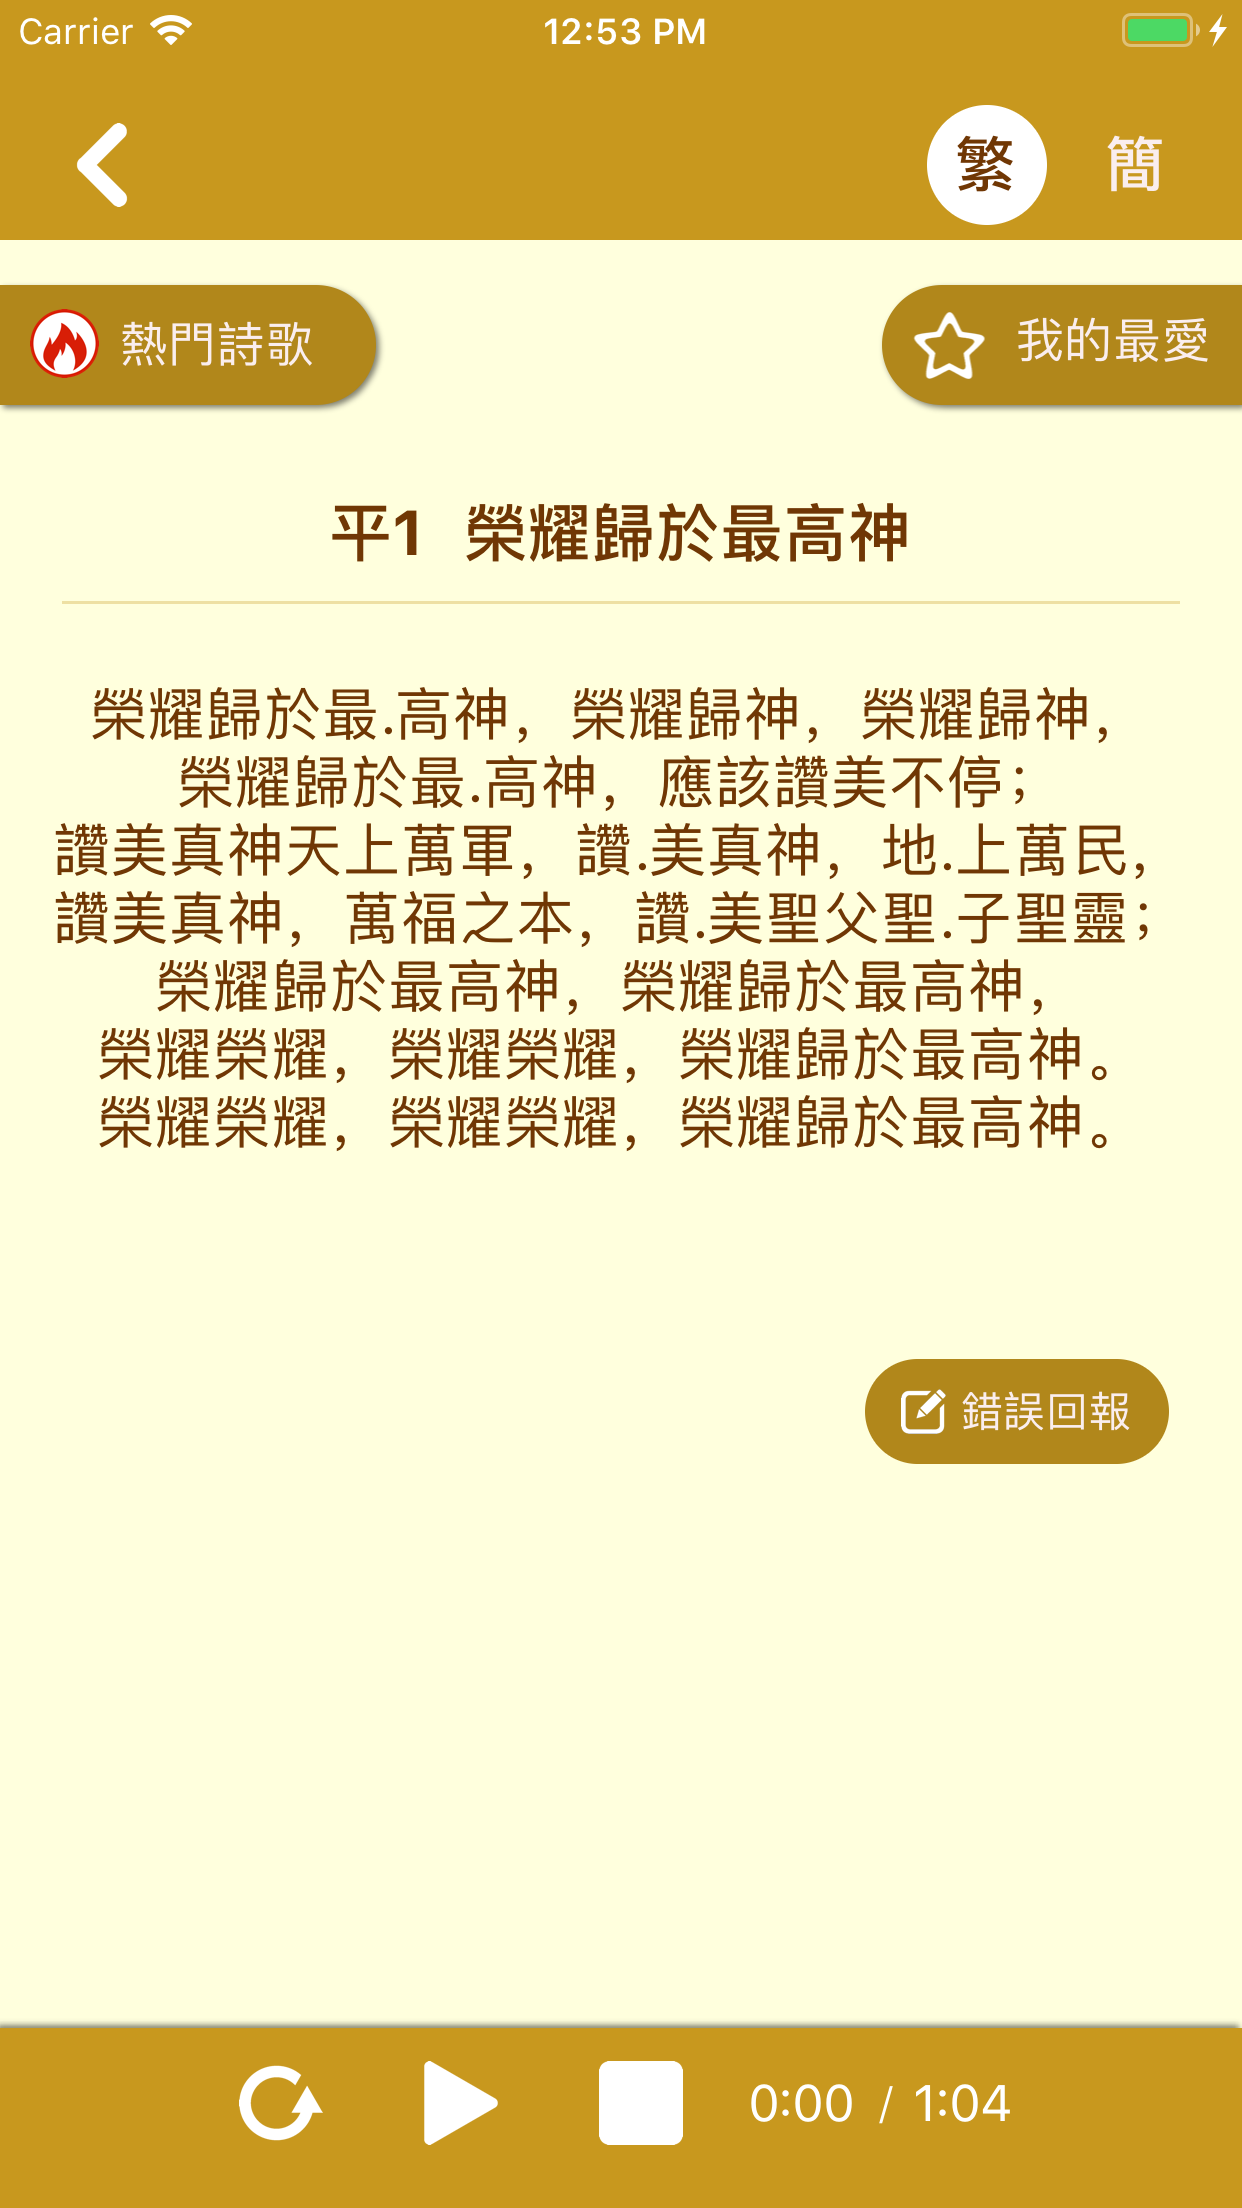 Carrier 12:53 PM
繁 簡
熱門詩歌 我的最愛
平1 榮耀歸於最高神
榮耀歸於最.高神，榮耀歸神，榮耀歸神，
榮耀歸於最.高神，應該讚美不停；
讚美真神天上萬軍，讚.美真神，地.上萬民，
讚美真神，萬福之本，讚.美聖父聖.子聖靈；
榮耀歸於最高神，榮耀歸於最高神，
榮耀榮耀，榮耀榮耀，榮耀歸於最高神。
榮耀榮耀，榮耀榮耀，榮耀歸於最高神。
錯誤回報
0:00 / 1:04